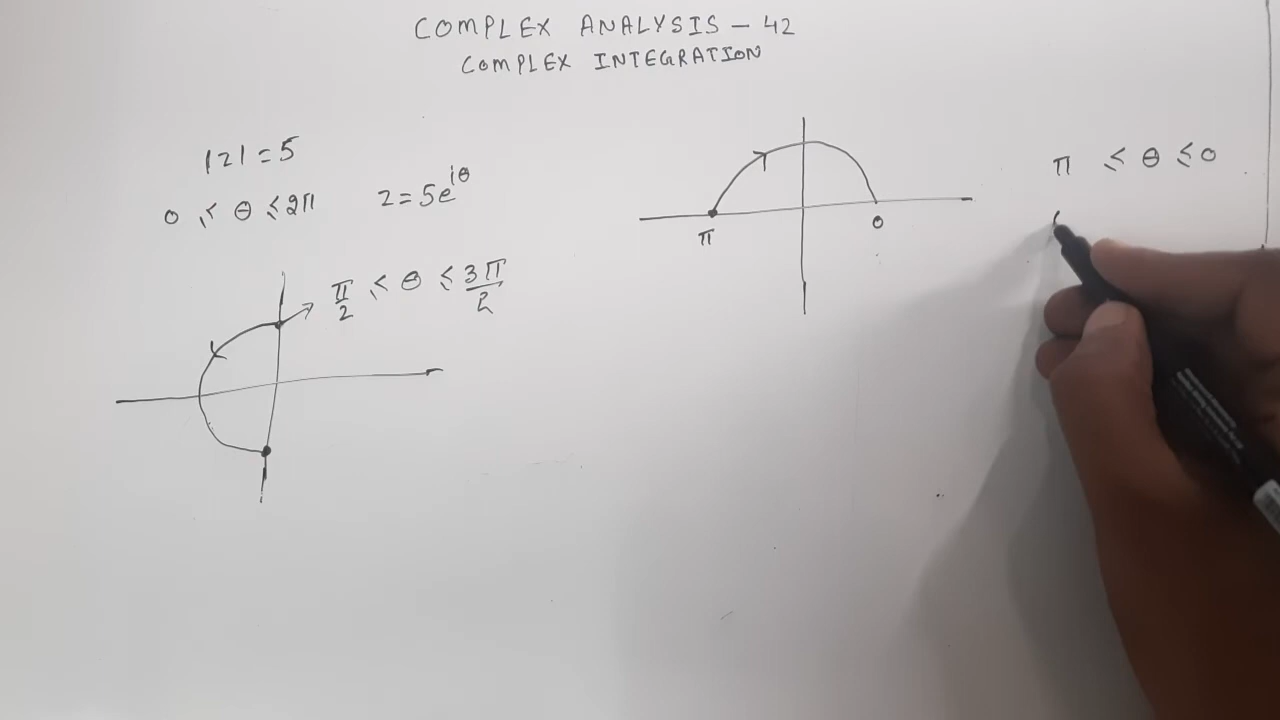 COMPLEX ANALYSIS - 42
COMPLEX INTEGRATION
|z| = 5
0 ≤ θ ≤ 2π
z = 5e^{iθ}
π/2 ≤ θ ≤ 3π/2
π
0
π ≤ θ ≤ 0